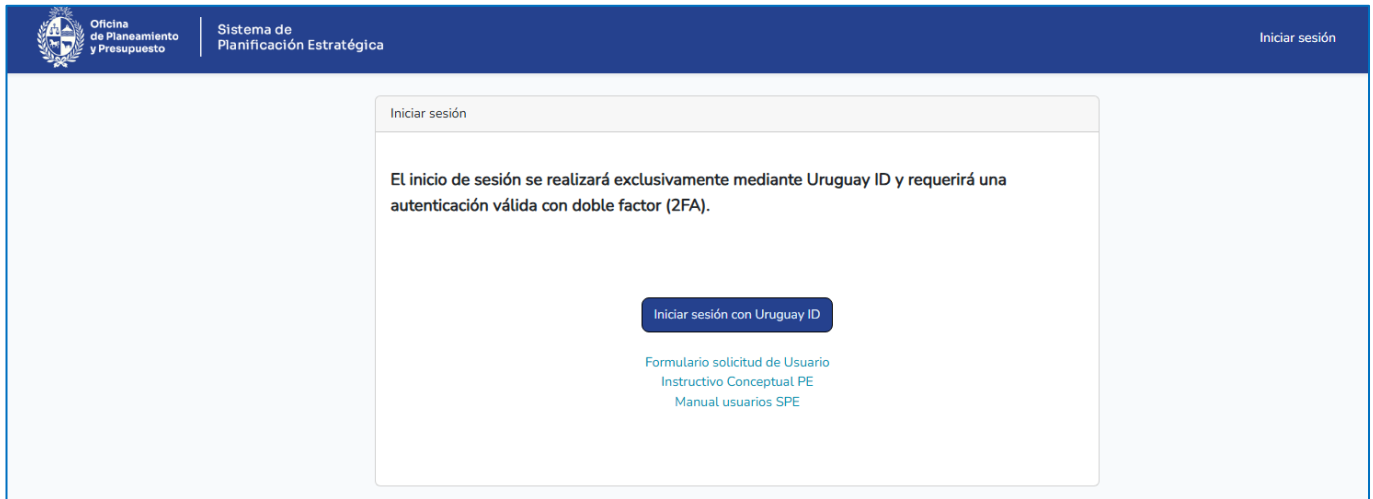 Oficina
de Planeamiento
y Presupuesto
Sistema de
Planificación Estratégica
Iniciar sesión
Iniciar sesión
El inicio de sesión se realizará exclusivamente mediante Uruguay ID y requerirá una
autenticación válida con doble factor (2FA).
Iniciar sesión con Uruguay ID
Formulario solicitud de Usuario
Instructivo Conceptual PE
Manual usuarios SPE